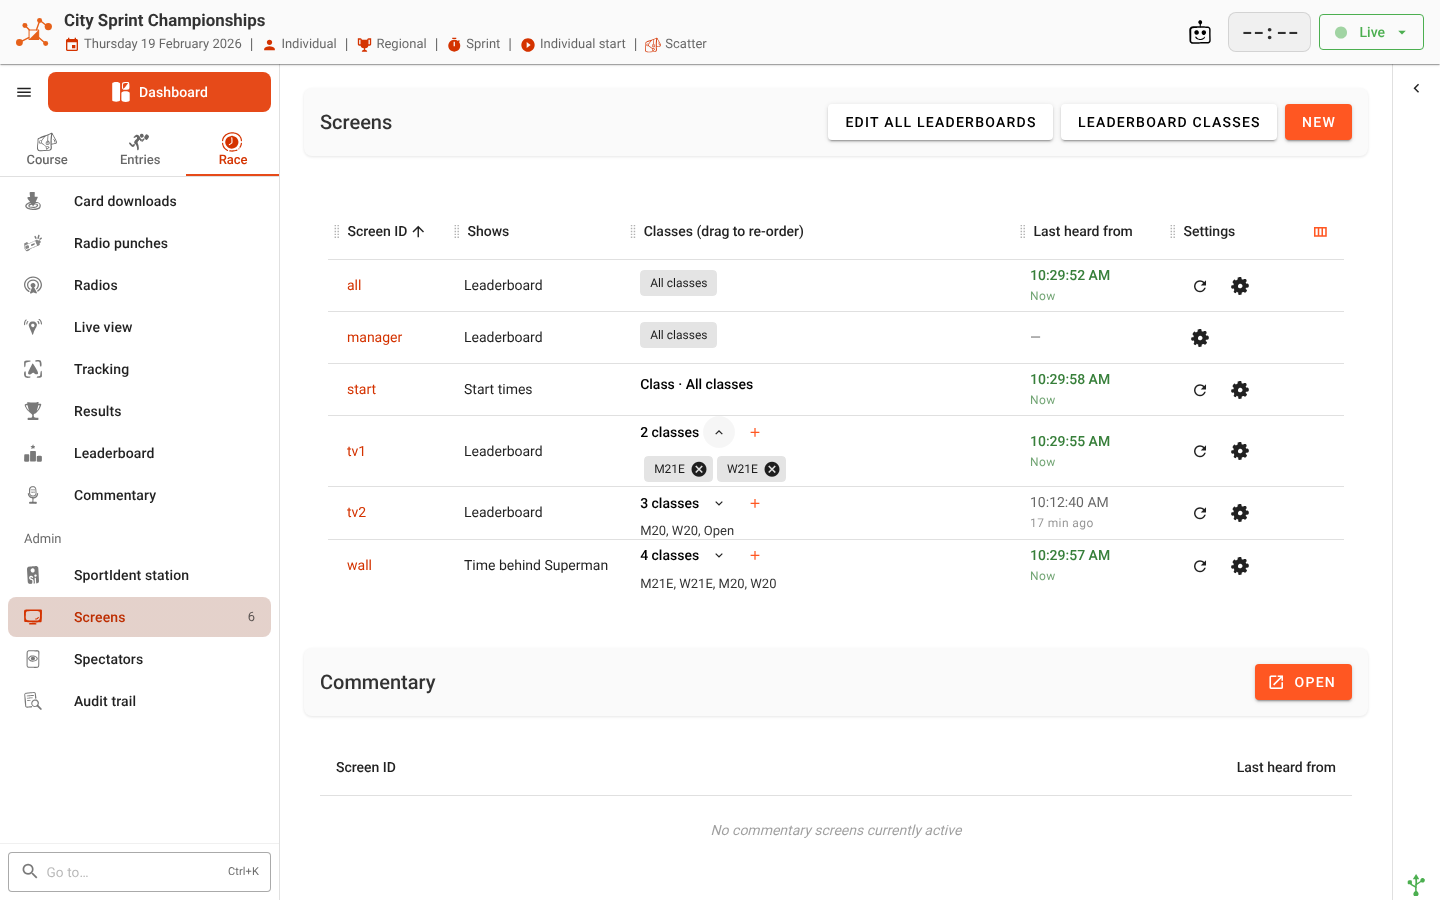 City Sprint Championships
Thursday 19 February 2026 | Individual | Regional | Sprint | Individual start | Scatter
--:--
Live
Dashboard
Course
Entries
Race
Card downloads
Radio punches
Radios
Live view
Tracking
Results
Leaderboard
Commentary
Admin
SportIdent station
Screens 6
Spectators
Audit trail
Go to... Ctrl+K
Screens
EDIT ALL LEADERBOARDS
LEADERBOARD CLASSES
NEW
Screen ID Shows Classes (drag to re-order) Last heard from Settings
all Leaderboard All classes 10:29:52 AM
Now
manager Leaderboard All classes —
start Start times Class · All classes 10:29:58 AM
Now
tv1 Leaderboard 2 classes 10:29:55 AM
M21E W21E Now
tv2 Leaderboard 3 classes 10:12:40 AM
M20, W20, Open 17 min ago
wall Time behind Superman 4 classes 10:29:57 AM
M21E, W21E, M20, W20 Now
Commentary
OPEN
Screen ID Last heard from
No commentary screens currently active